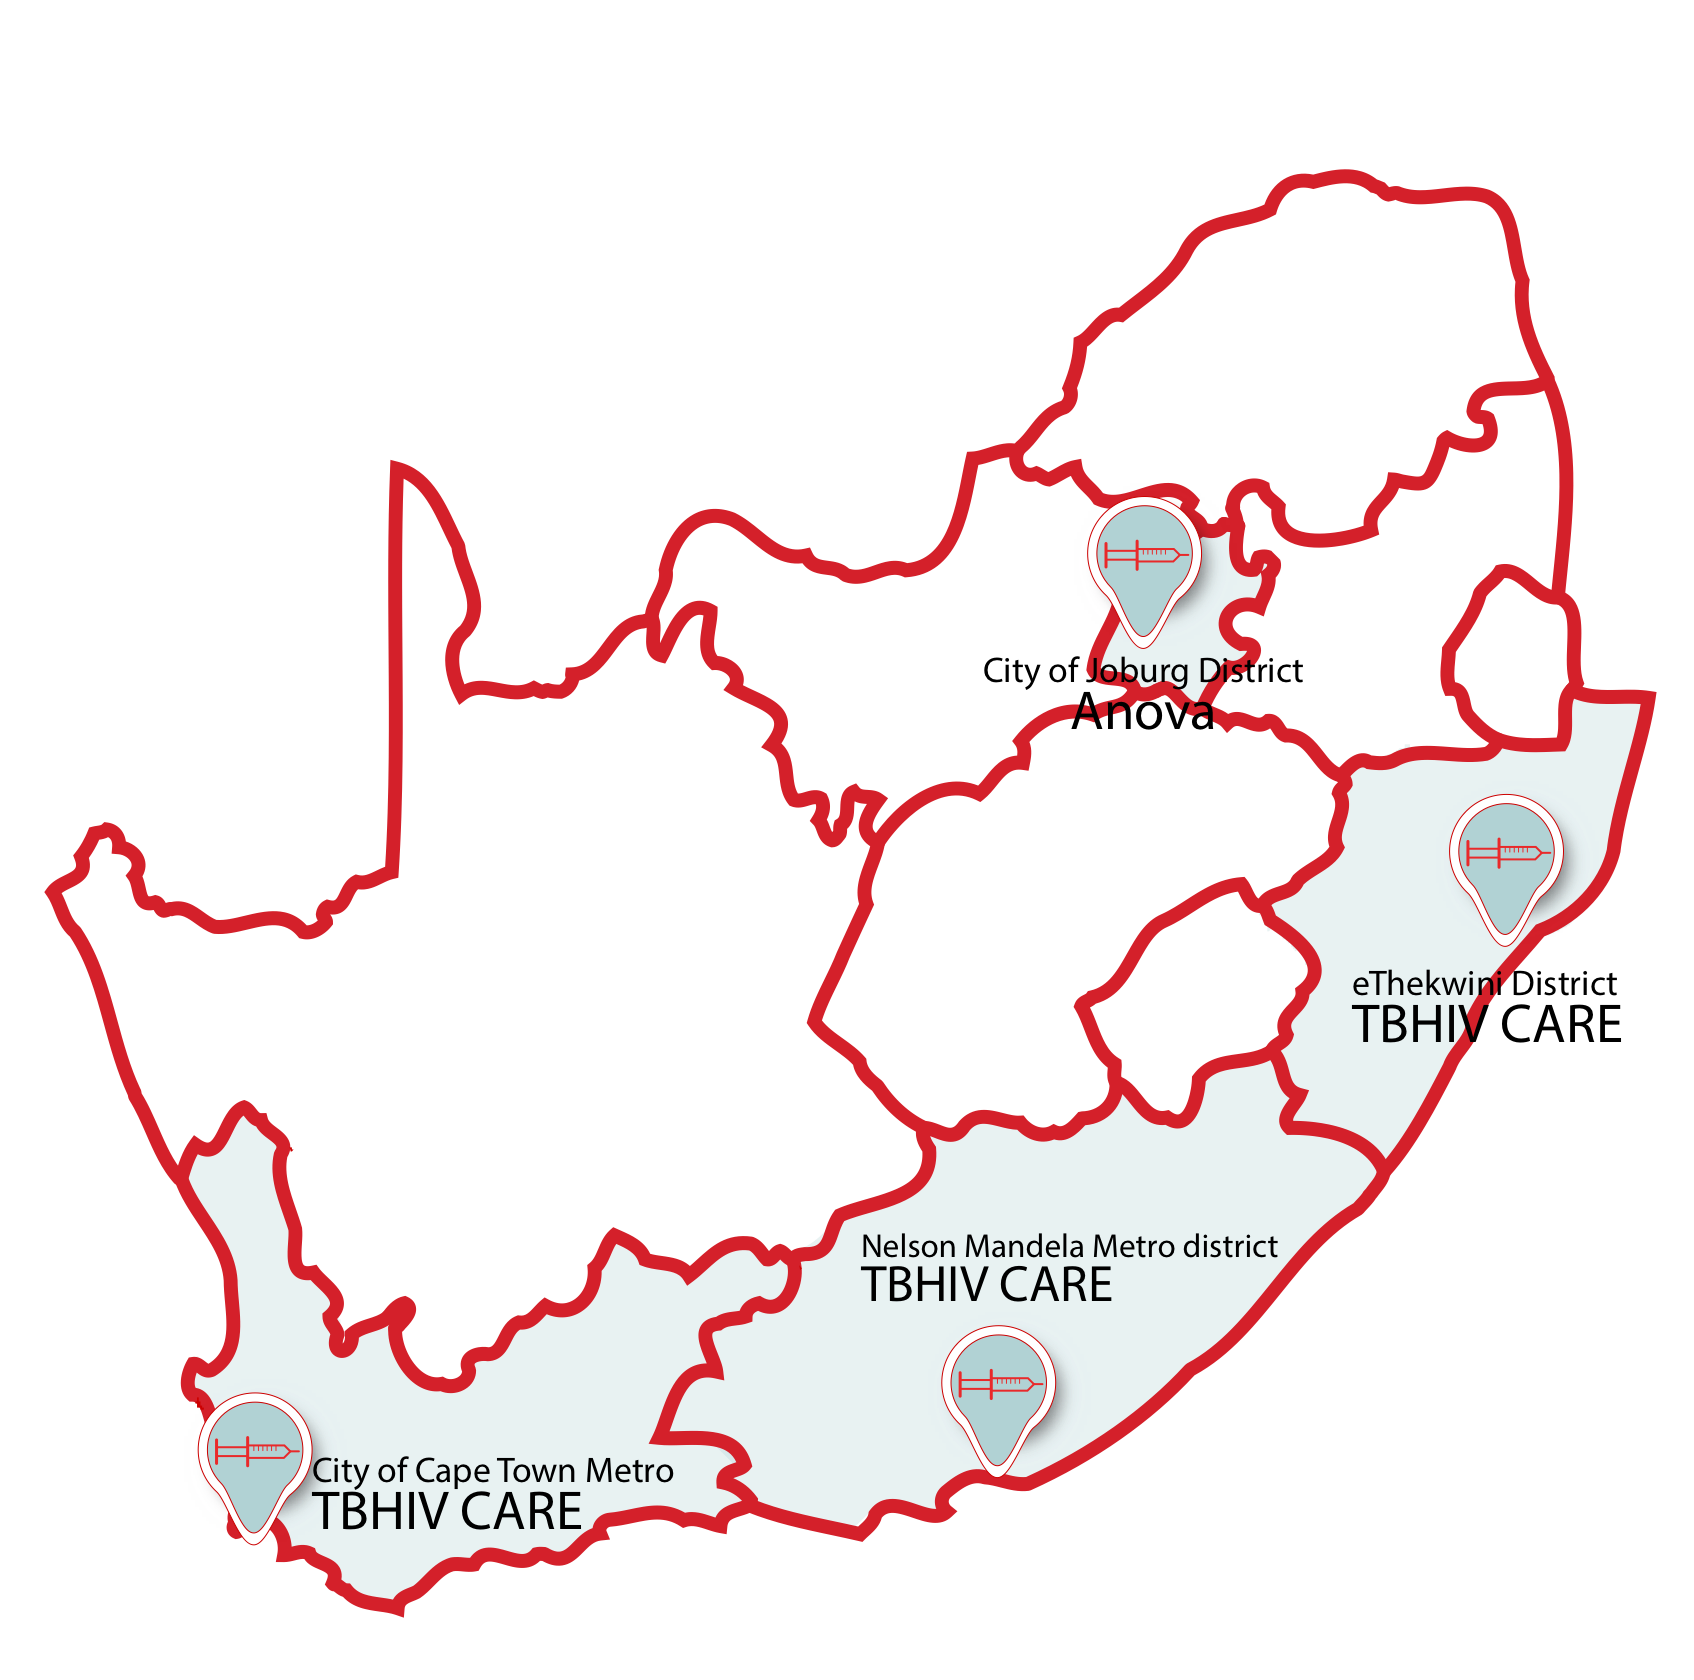 City of Joburg District
Anova
eThekwini District
TBHIV CARE
Nelson Mandela Metro district
TBHIV CARE
City of Cape Town Metro
TBHIV CARE